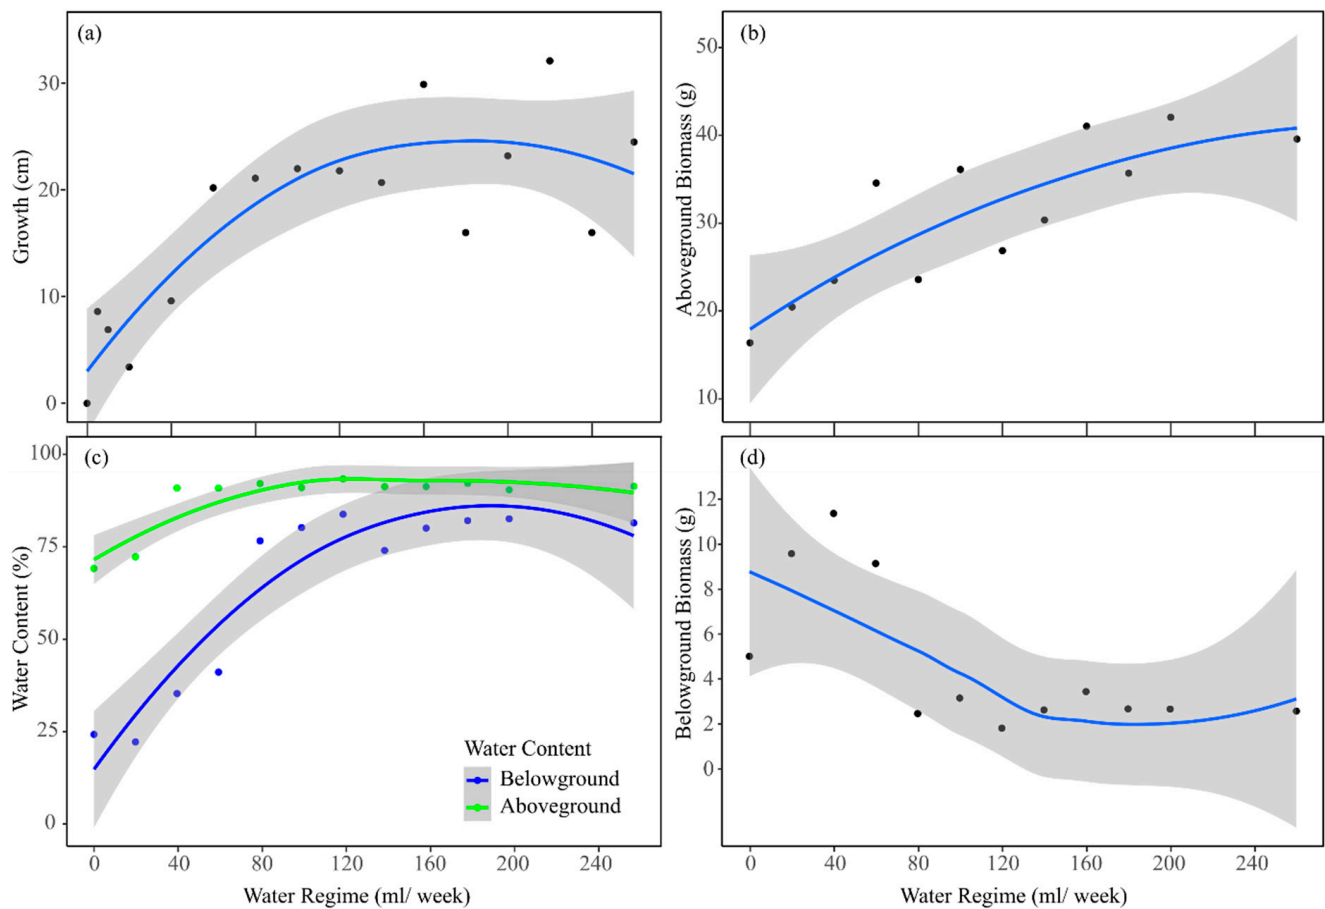 (a)
30
20
10
0
Growth (cm)
(b)
50
40
30
20
10
Aboveground Biomass (g)
(c)
100
75
50
25
0
Water Content (%)
Water Content
Belowground
Aboveground
0 40 80 120 160 200 240
Water Regime (ml/ week)
(d)
12
10
8
6
4
2
0
Belowground Biomass (g)
0 40 80 120 160 200 240
Water Regime (ml/ week)